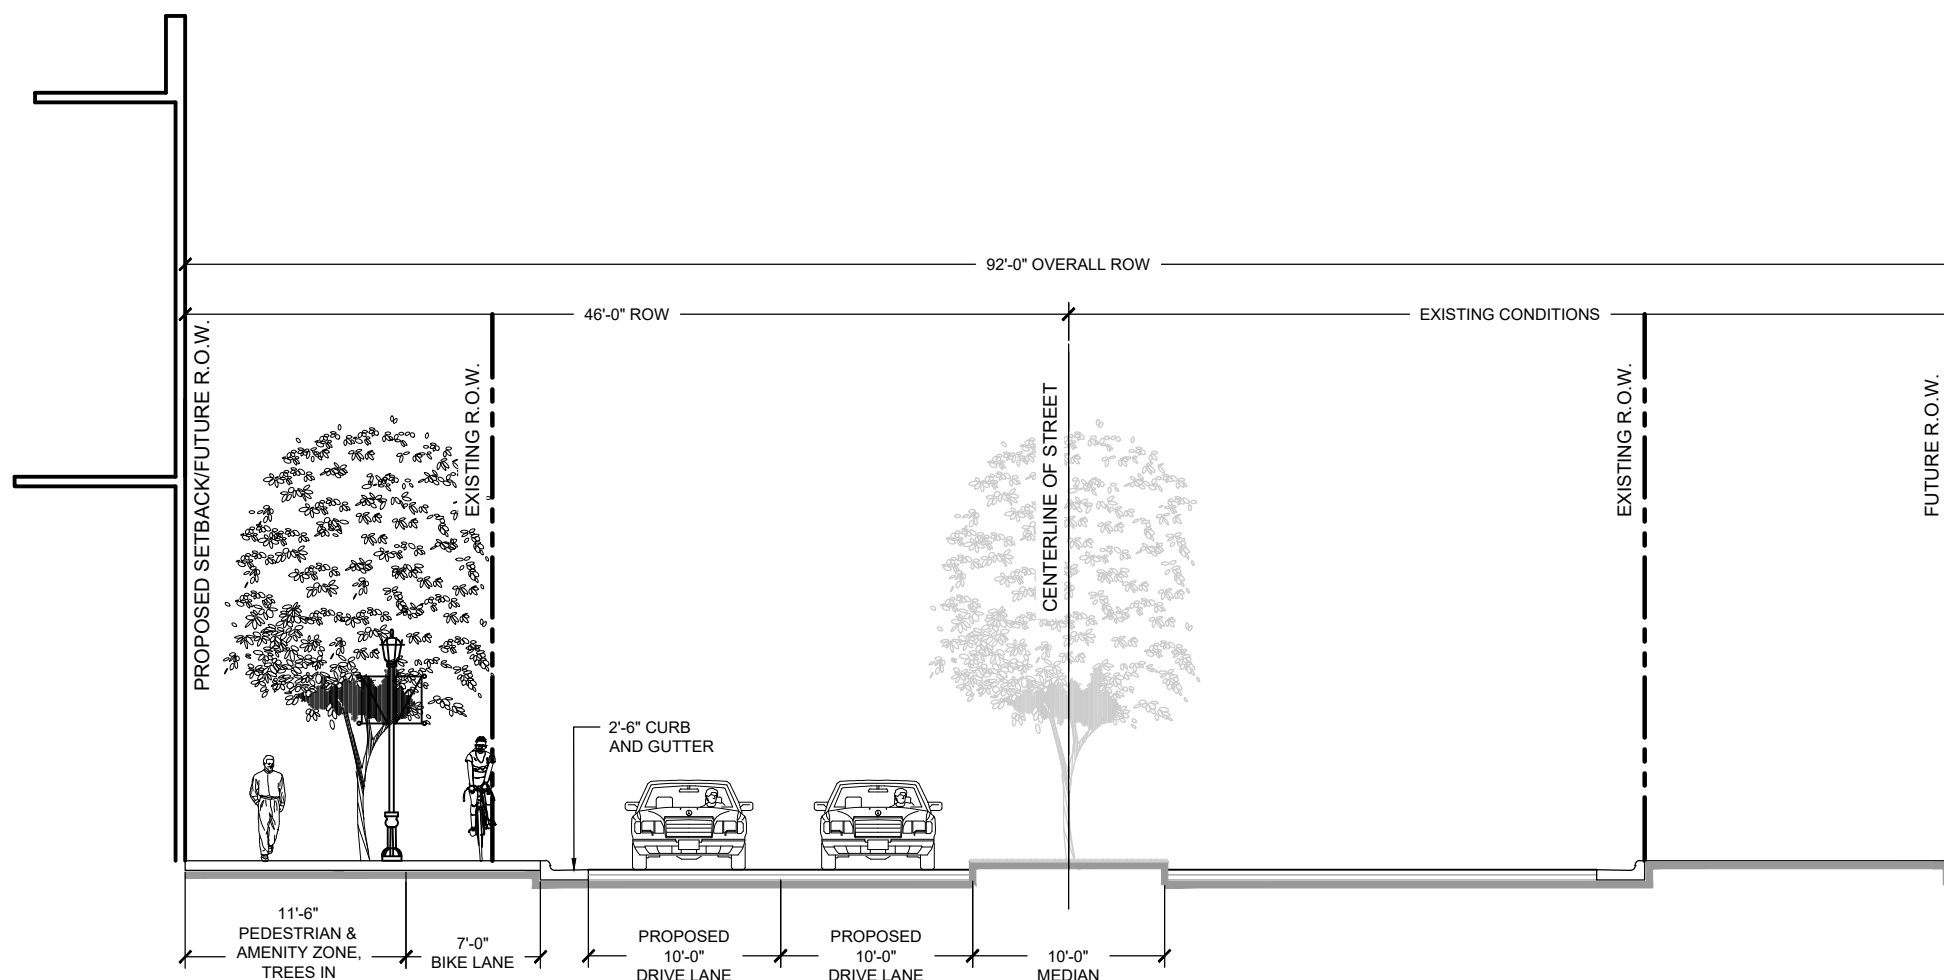 92'-0" OVERALL ROW
46'-0" ROW
EXISTING CONDITIONS
PROPOSED SETBACK/FUTURE R.O.W.
EXISTING R.O.W.
CENTERLINE OF STREET
EXISTING R.O.W.
FUTURE R.O.W.
2'-6" CURB
AND GUTTER
11'-6"
PEDESTRIAN &
AMENITY ZONE,
TREES IN
7'-0"
BIKE LANE
PROPOSED
10'-0"
DRIVE LANE
PROPOSED
10'-0"
DRIVE LANE
10'-0"
MEDIAN